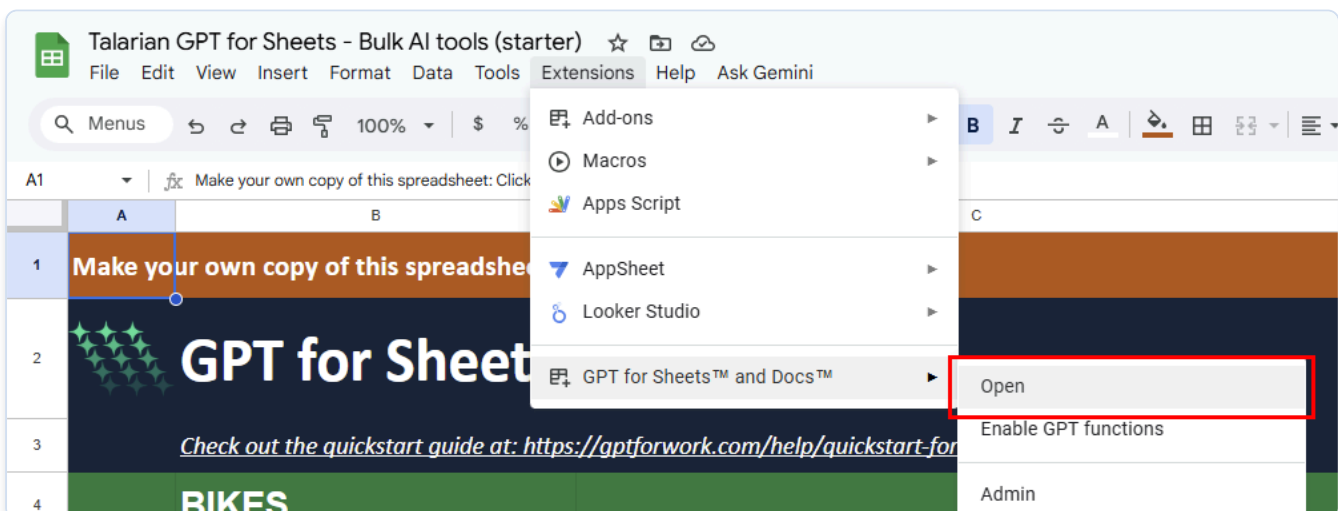 Talarian GPT for Sheets - Bulk AI tools (starter)
File Edit View Insert Format Data Tools Extensions Help Ask Gemini
Menus 100% $ % B I A
A1 fx Make your own copy of this spreadsheet: Click
Add-ons
Macros
Apps Script
AppSheet
Looker Studio
GPT for Sheets™ and Docs™
Open
Enable GPT functions
Admin
A B C
1 Make your own copy of this
2 GPT for Sheet
3 Check out the quickstart guide at: https://gptforwork.com/help/quickstart-for
4 BIKES